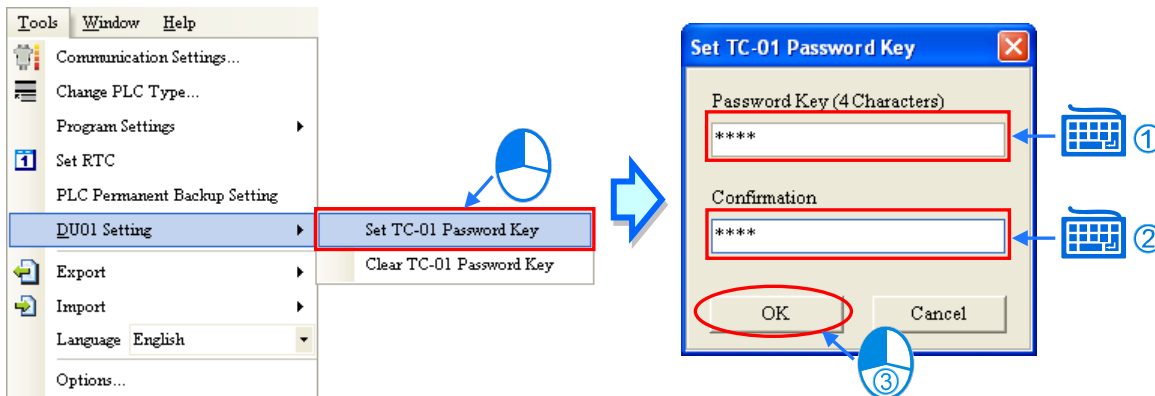 Tools Window Help
Communication Settings...
Change PLC Type...
Program Settings
1 Set RTC
PLC Permanent Backup Setting
DU01 Setting
Export
Import
Language English
Options...
Set TC-01 Password Key
Clear TC-01 Password Key
Set TC-01 Password Key
Password Key (4 Characters)
****
①
Confirmation
****
②
OK Cancel
③